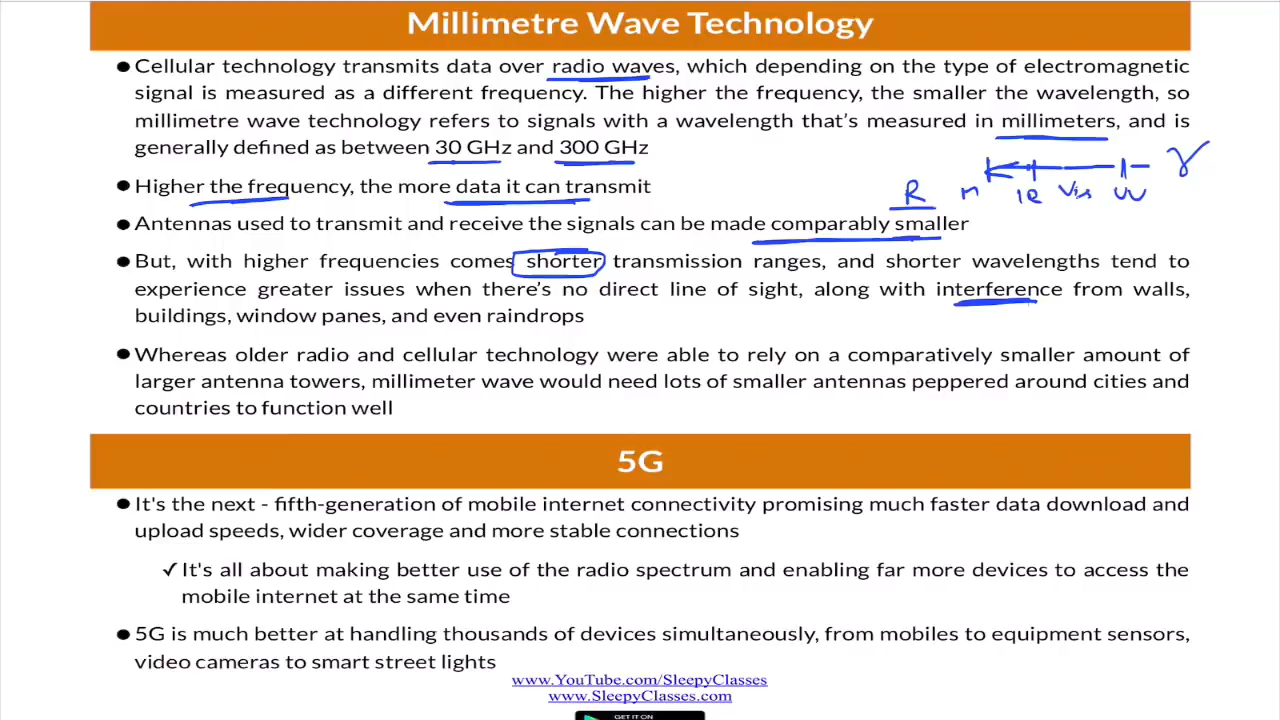 Millimetre Wave Technology
● Cellular technology transmits data over radio waves, which depending on the type of electromagnetic
signal is measured as a different frequency. The higher the frequency, the smaller the wavelength, so
millimetre wave technology refers to signals with a wavelength that's measured in millimeters, and is
generally defined as between 30 GHz and 300 GHz
γ
● Higher the frequency, the more data it can transmit
R m IR Vis UV
● Antennas used to transmit and receive the signals can be made comparably smaller
● But, with higher frequencies comes shorter transmission ranges, and shorter wavelengths tend to
experience greater issues when there's no direct line of sight, along with interference from walls,
buildings, window panes, and even raindrops
● Whereas older radio and cellular technology were able to rely on a comparatively smaller amount of
larger antenna towers, millimeter wave would need lots of smaller antennas peppered around cities and
countries to function well
5G
● It's the next - fifth-generation of mobile internet connectivity promising much faster data download and
upload speeds, wider coverage and more stable connections
✓ It's all about making better use of the radio spectrum and enabling far more devices to access the
mobile internet at the same time
● 5G is much better at handling thousands of devices simultaneously, from mobiles to equipment sensors,
video cameras to smart street lights
www.YouTube.com/SleepyClasses
www.SleepyClasses.com
GET IT ON